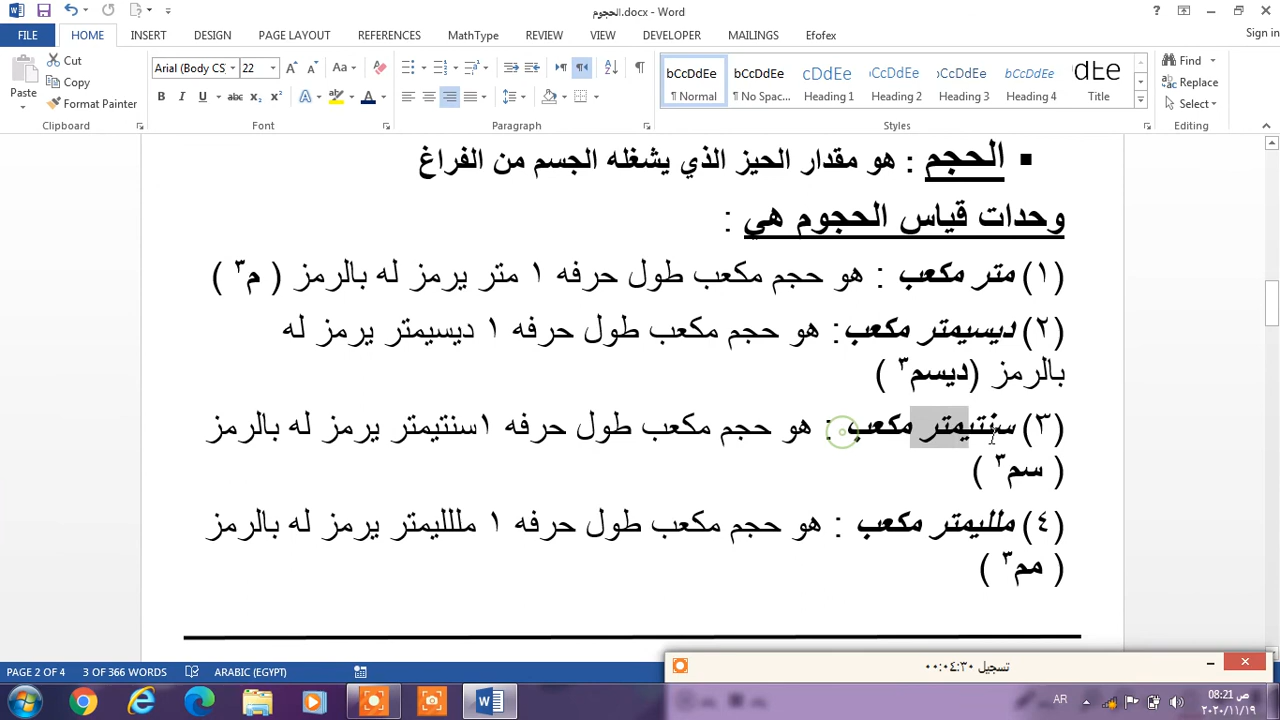 الحجوم.docx - Word
Sign in
FILE HOME INSERT DESIGN PAGE LAYOUT REFERENCES MathType REVIEW VIEW DEVELOPER MAILINGS Efofex
Paste Cut Copy Format Painter
Arial (Body CS) 22
AaBbCcDdEe
¶ Normal ¶ No Spac... Heading 1 Heading 2 Heading 3 Heading 4 Title
Find Replace Select
Clipboard Font Paragraph Styles Editing
▪ الحجم : هو مقدار الحيز الذي يشغله الجسم من الفراغ
وحدات قياس الحجوم هي :
(١) متر مكعب : هو حجم مكعب طول حرفه ١ متر يرمز له بالرمز ( م٣ )
(٢) ديسيمتر مكعب : هو حجم مكعب طول حرفه ١ ديسيمتر يرمز له
بالرمز (ديسم٣ )
(٣) سنتيمتر مكعب : هو حجم مكعب طول حرفه ١سنتيمتر يرمز له بالرمز
( سم٣ )
(٤) ملليمتر مكعب : هو حجم مكعب طول حرفه ١ ملللليمتر يرمز له بالرمز
( مم٣ )
PAGE 2 OF 4 3 OF 366 WORDS ARABIC (EGYPT)
تسجيل ٠٠:٠٤:٣٠
AR
08:21 ص
٢٠٢٠/١١/١٩